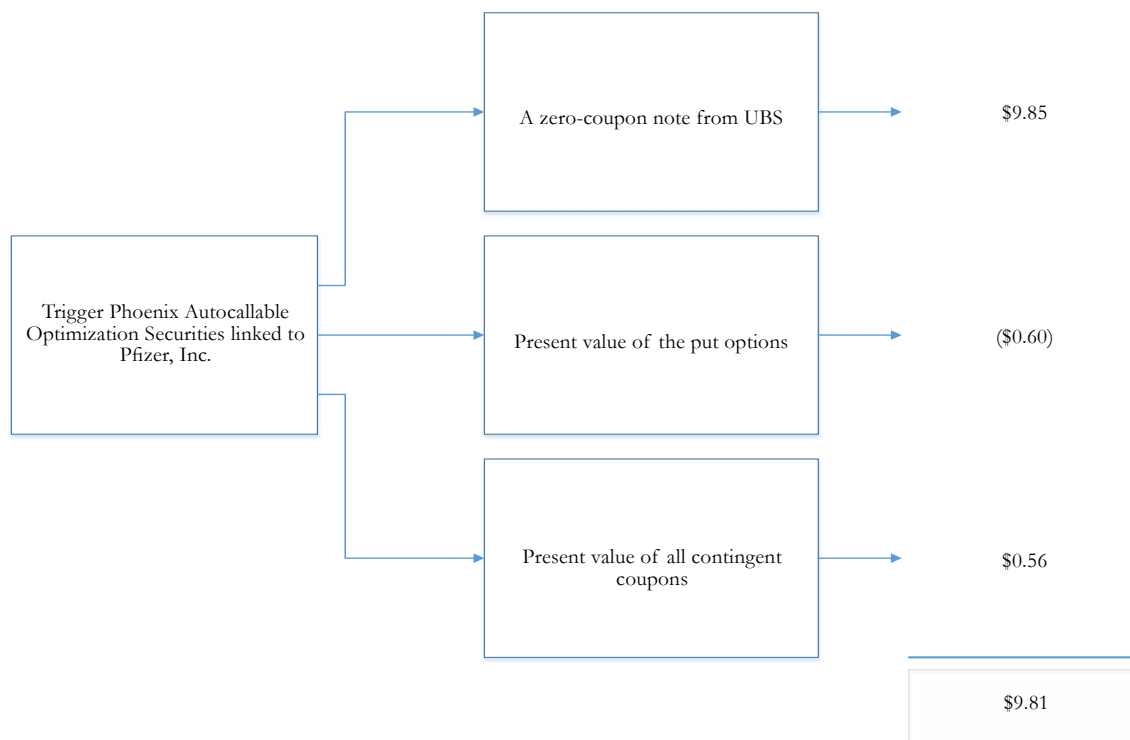 A zero-coupon note from UBS
$9.85
Trigger Phoenix Autocallable
Optimization Securities linked to
Pfizer, Inc.
Present value of the put options
($0.60)
Present value of all contingent
coupons
$0.56
$9.81